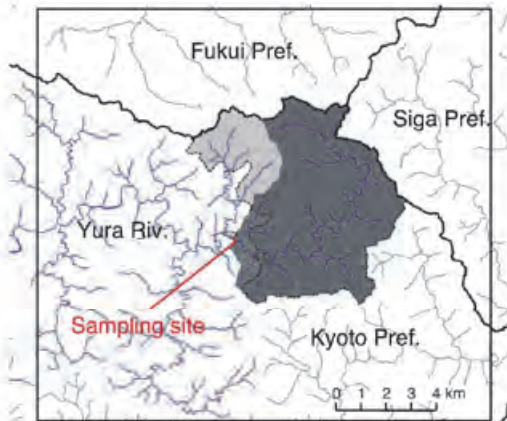 Fukui Pref.
Siga Pref.
Yura Riv.
Sampling site
Kyoto Pref.
0 1 2 3 4 km